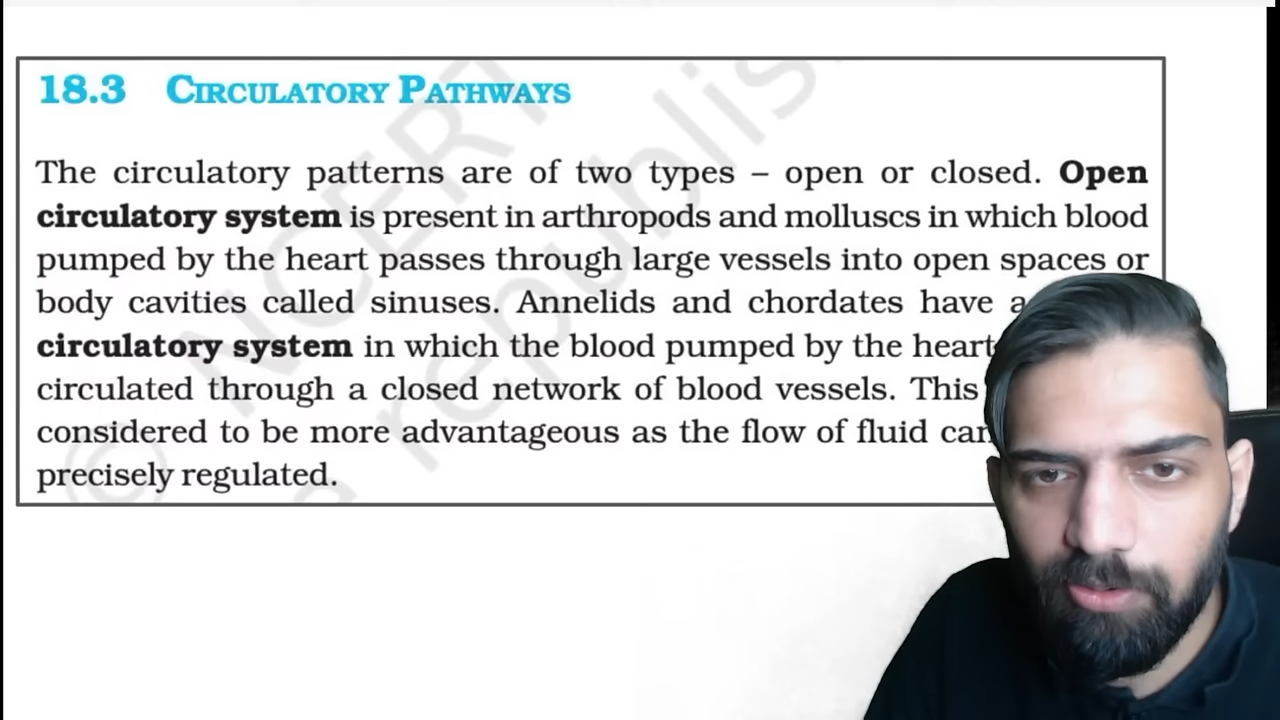 18.3 CIRCULATORY PATHWAYS
The circulatory patterns are of two types – open or closed. Open
circulatory system is present in arthropods and molluscs in which blood
pumped by the heart passes through large vessels into open spaces or
body cavities called sinuses. Annelids and chordates have a
circulatory system in which the blood pumped by the heart
circulated through a closed network of blood vessels. This
considered to be more advantageous as the flow of fluid can
precisely regulated.
© NCERT
republis